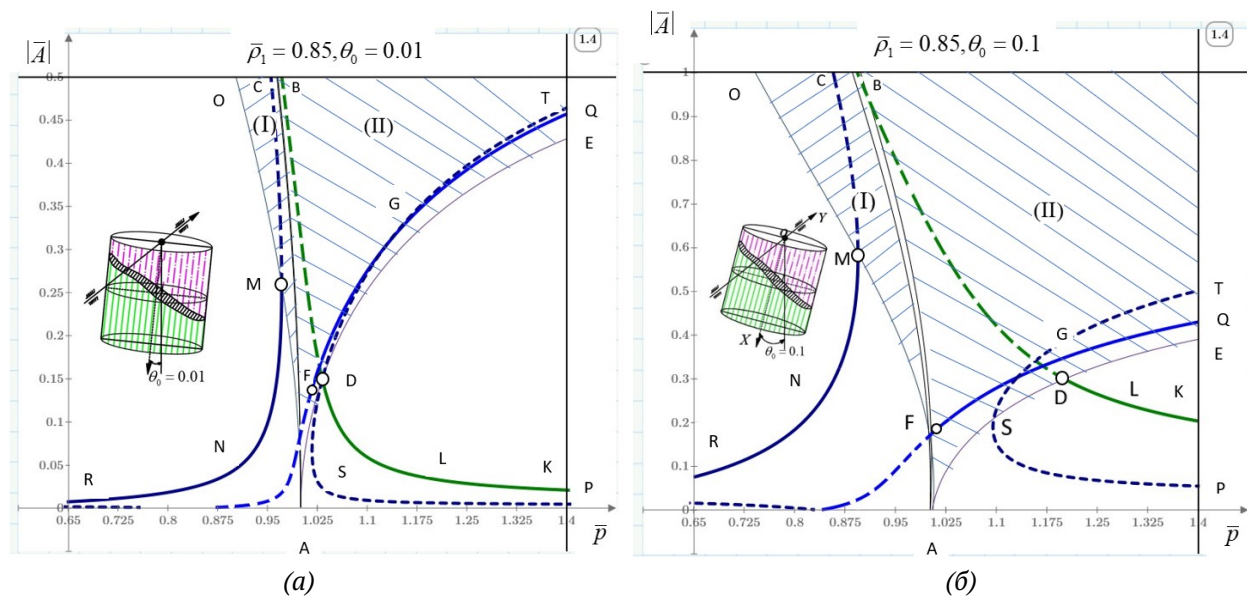 |A̅|
ρ̅₁ = 0.85, θ₀ = 0.01
1.4
0.5
0.45
0.4
0.35
0.3
0.25
0.2
0.15
0.1
0.05
0
O
C
B
(I)
(II)
T
Q
E
G
M
F
D
N
R
S
L
K
P
θ₀ = 0.01
0.65 0.725 0.8 0.875 0.95 1.025 1.1 1.175 1.25 1.325 1.4
A
p̅
(а)
|A̅|
ρ̅₁ = 0.85, θ₀ = 0.1
1.4
1
0.9
0.8
0.7
0.6
0.5
0.4
0.3
0.2
0.1
0
O
C
B
(I)
(II)
Y
X
θ₀ = 0.1
M
T
G
Q
E
N
D
L
K
F
S
R
P
0.65 0.725 0.8 0.875 0.95 1.025 1.1 1.175 1.25 1.325 1.4
A
p̅
(б)